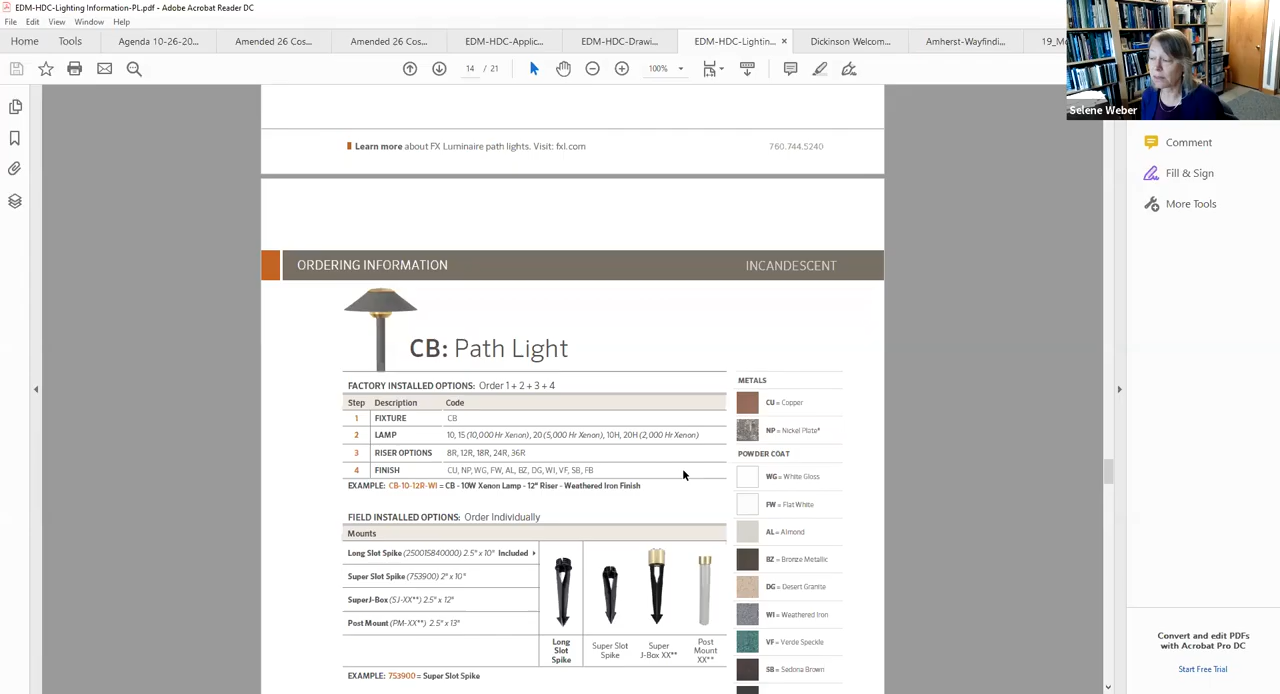 EDM-HDC-Lighting Information-PL.pdf - Adobe Acrobat Reader DC
File Edit View Window Help
Home Tools Agenda 10-26-20... Amended 26 Cos... Amended 26 Cos... EDM-HDC-Applic... EDM-HDC-Drawi... EDM-HDC-Lightin... × Dickinson Welcom... Amherst-Wayfindi...
14 / 21 100%
Selene Weber
Learn more about FX Luminaire path lights. Visit: fxl.com 760.744.5240
ORDERING INFORMATION INCANDESCENT
CB: Path Light
FACTORY INSTALLED OPTIONS: Order 1 + 2 + 3 + 4
Step Description Code
1 FIXTURE CB
2 LAMP 10, 15 (10,000 Hr Xenon), 20 (5,000 Hr Xenon), 10H, 20H (2,000 Hr Xenon)
3 RISER OPTIONS 8R, 12R, 18R, 24R, 36R
4 FINISH CU, NP, WG, FW, AL, BZ, DG, WI, VF, SB, FB
EXAMPLE: CB-10-12R-WI = CB - 10W Xenon Lamp - 12" Riser - Weathered Iron Finish
FIELD INSTALLED OPTIONS: Order Individually
Mounts
Long Slot Spike (250015840000) 2.5" x 10" Included
Super Slot Spike (753900) 2" x 10"
SuperJ-Box (SJ-XX**) 2.5" x 12"
Post Mount (PM-XX**) 2.5" x 13"
Long Slot Spike
Super Slot Spike
Super J-Box XX**
Post Mount XX**
EXAMPLE: 753900 = Super Slot Spike
METALS
CU = Copper
NP = Nickel Plate*
POWDER COAT
WG = White Gloss
FW = Flat White
AL = Almond
BZ = Bronze Metallic
DG = Desert Granite
WI = Weathered Iron
VF = Verde Speckle
SB = Sedona Brown
Comment
Fill & Sign
More Tools
Convert and edit PDFs
with Acrobat Pro DC
Start Free Trial